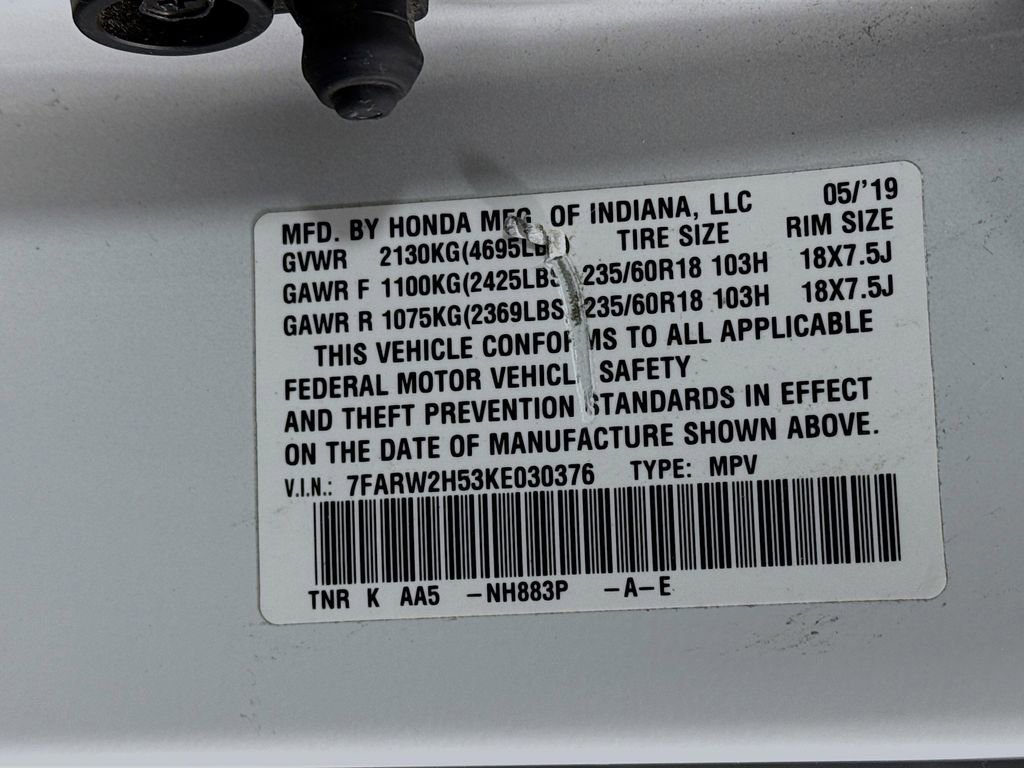 MFD. BY HONDA MFG. OF INDIANA, LLC 05/'19
GVWR 2130KG(4695LB) TIRE SIZE RIM SIZE
GAWR F 1100KG(2425LBS 235/60R18 103H 18X7.5J
GAWR R 1075KG(2369LBS 235/60R18 103H 18X7.5J
THIS VEHICLE CONFORMS TO ALL APPLICABLE
FEDERAL MOTOR VEHICLE SAFETY
AND THEFT PREVENTION STANDARDS IN EFFECT
ON THE DATE OF MANUFACTURE SHOWN ABOVE.
V.I.N.: 7FARW2H53KE030376 TYPE: MPV
TNR K AA5 -NH883P -A-E